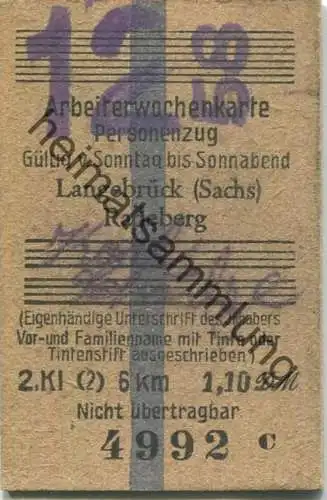 12
58
Arbeiterwochenkarte
Personenzug
Gültig v. Sonntag bis Sonnabend
Langebrück (Sachs)
Radeberg
(Eigenhändige Unterschrift des Inhabers
Vor- und Familienname mit Tinte oder
Tintenstift ausgeschrieben)
2.Kl (2) 6 km 1,10 DM
Nicht übertragbar
4992 c
heimatsammlung.de